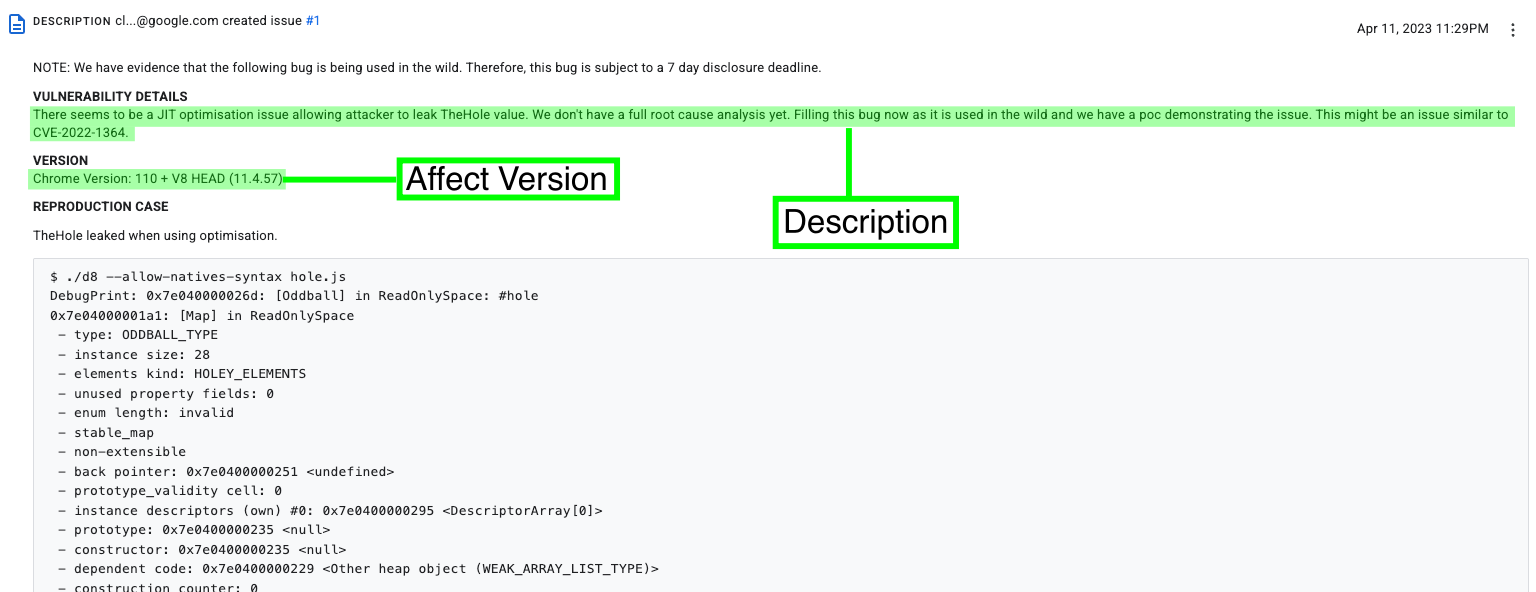 DESCRIPTION cl...@google.com created issue #1
Apr 11, 2023 11:29PM
NOTE: We have evidence that the following bug is being used in the wild. Therefore, this bug is subject to a 7 day disclosure deadline.
VULNERABILITY DETAILS
There seems to be a JIT optimisation issue allowing attacker to leak TheHole value. We don't have a full root cause analysis yet. Filling this bug now as it is used in the wild and we have a poc demonstrating the issue. This might be an issue similar to
CVE-2022-1364.
VERSION
Chrome Version: 110 + V8 HEAD (11.4.57)
Affect Version
REPRODUCTION CASE
Description
TheHole leaked when using optimisation.
$ ./d8 --allow-natives-syntax hole.js
DebugPrint: 0x7e040000026d: [Oddball] in ReadOnlySpace: #hole
0x7e04000001a1: [Map] in ReadOnlySpace
– type: ODDBALL_TYPE
– instance size: 28
– elements kind: HOLEY_ELEMENTS
– unused property fields: 0
– enum length: invalid
– stable_map
– non-extensible
– back pointer: 0x7e0400000251 <undefined>
– prototype_validity cell: 0
– instance descriptors (own) #0: 0x7e0400000295 <DescriptorArray[0]>
– prototype: 0x7e0400000235 <null>
– constructor: 0x7e0400000235 <null>
– dependent code: 0x7e0400000229 <Other heap object (WEAK_ARRAY_LIST_TYPE)>
– construction counter: 0